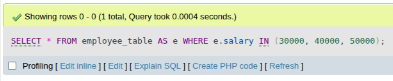 Showing rows 0 - 0 (1 total, Query took 0.0004 seconds.)
SELECT * FROM employee_table AS e WHERE e.salary IN (30000, 40000, 50000);
Profiling [ Edit inline ] [ Edit ] [ Explain SQL ] [ Create PHP code ] [ Refresh ]